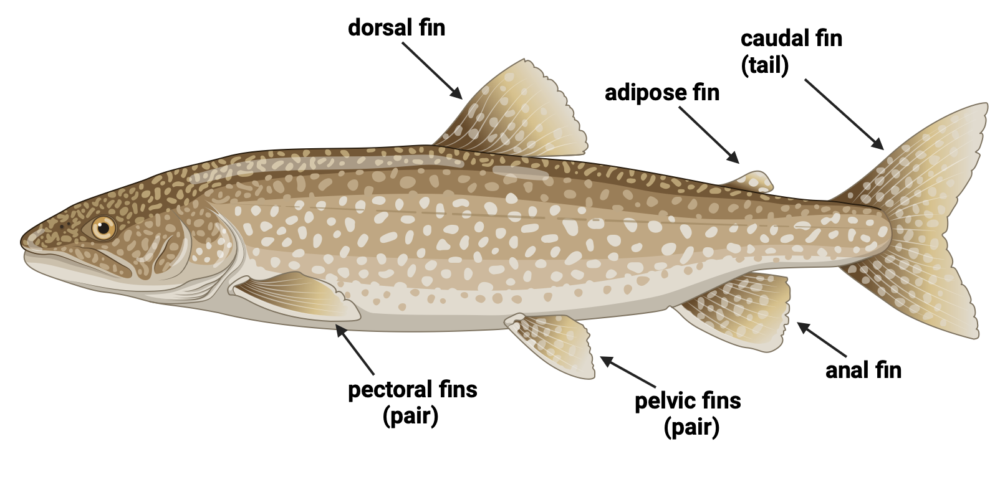 dorsal fin
caudal fin
(tail)
adipose fin
pectoral fins
(pair)
pelvic fins
(pair)
anal fin